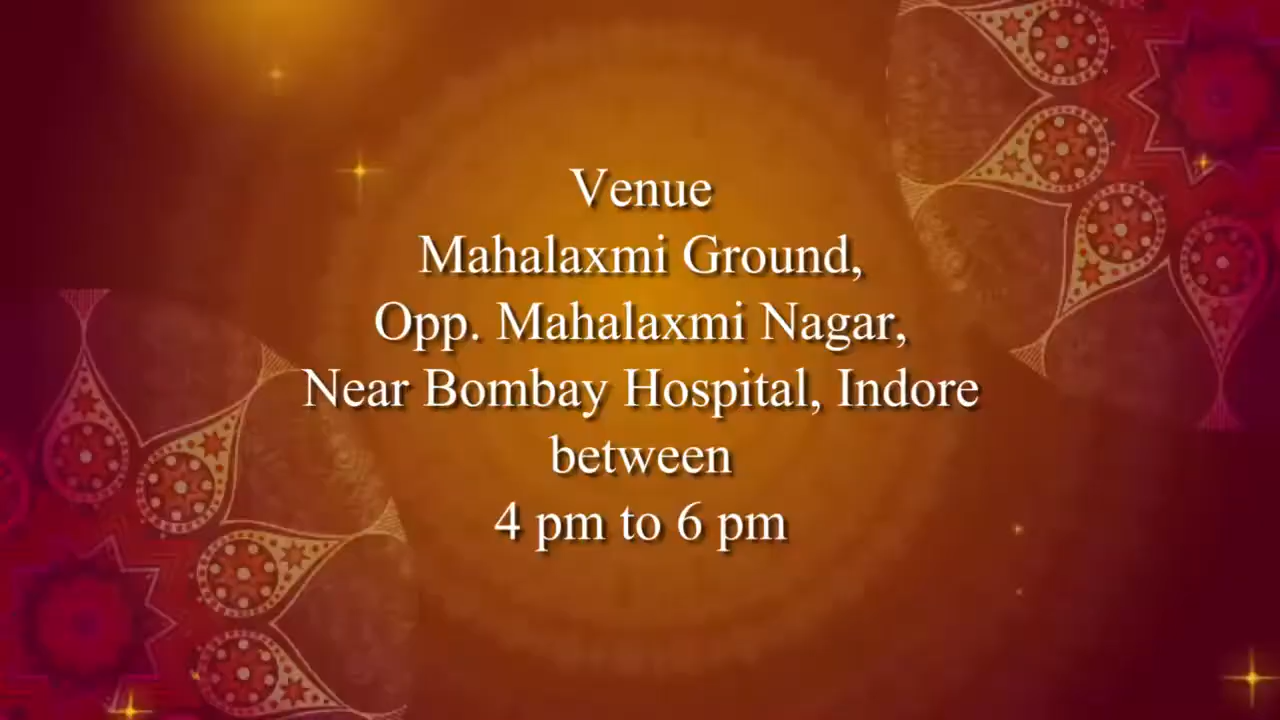 Venue
Mahalaxmi Ground,
Opp. Mahalaxmi Nagar,
Near Bombay Hospital, Indore
between
4 pm to 6 pm